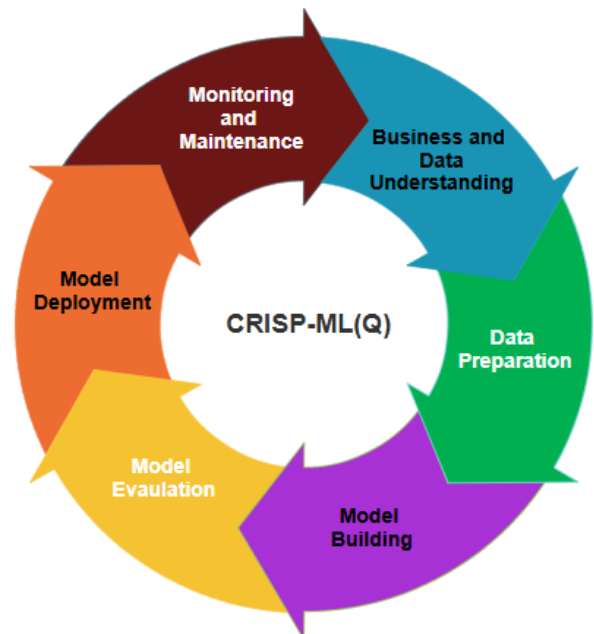 Monitoring
and
Maintenance
Business and
Data
Understanding
Model
Deployment
CRISP-ML(Q)
Data
Preparation
Model
Evaulation
Model
Building